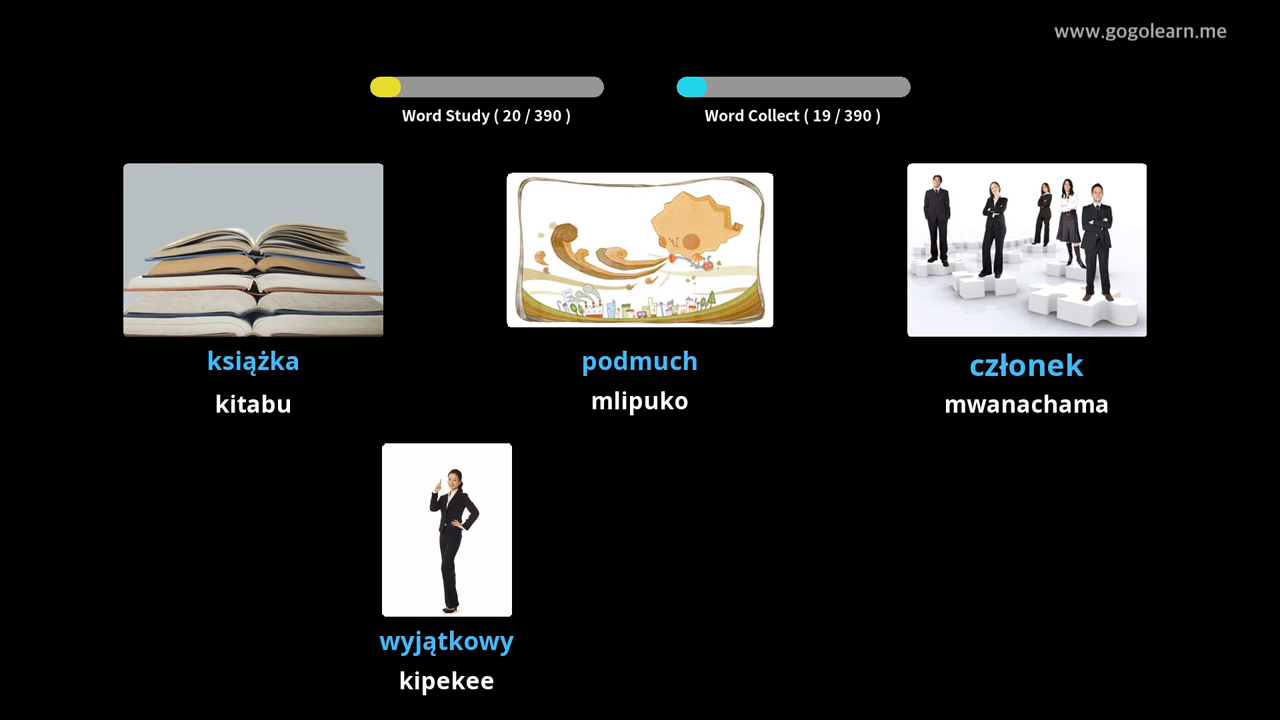 www.gogolearn.me
Word Study ( 20 / 390 )
Word Collect ( 19 / 390 )
książka
podmuch
członek
kitabu
mlipuko
mwanachama
wyjątkowy
kipekee